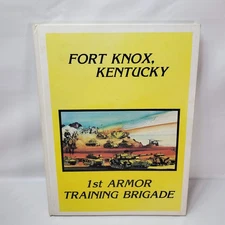 FORT KNOX,
KENTUCKY
1st ARMOR
TRAINING BRIGADE